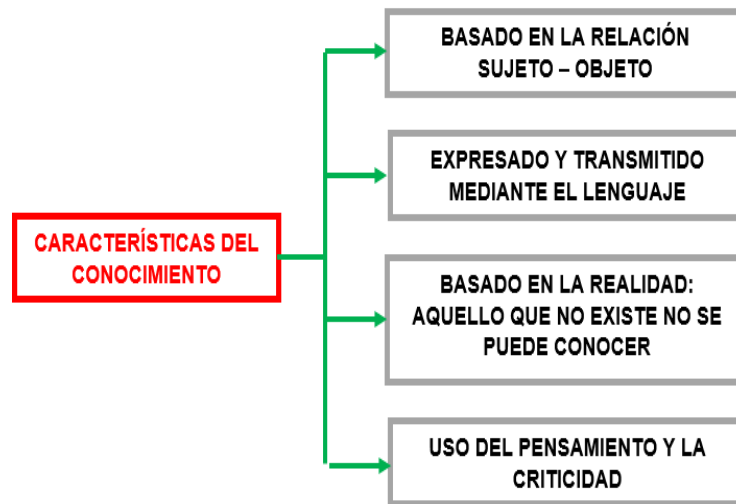 BASADO EN LA RELACIÓN
SUJETO – OBJETO
EXPRESADO Y TRANSMITIDO
MEDIANTE EL LENGUAJE
CARACTERÍSTICAS DEL
CONOCIMIENTO
BASADO EN LA REALIDAD:
AQUELLO QUE NO EXISTE NO SE
PUEDE CONOCER
USO DEL PENSAMIENTO Y LA
CRITICIDAD